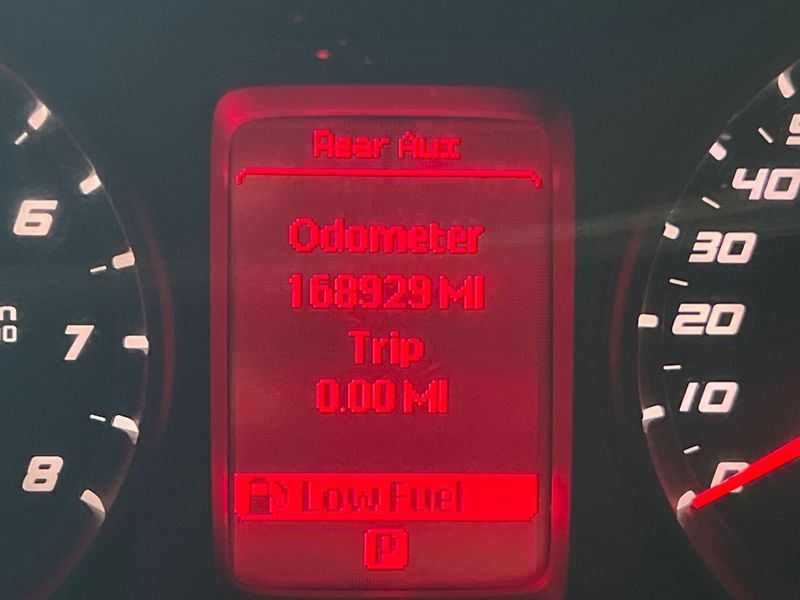 Rear Aux
Odometer
168929 MI
Trip
0.00 MI
Low Fuel
P
6
7
8
40
30
20
10
0